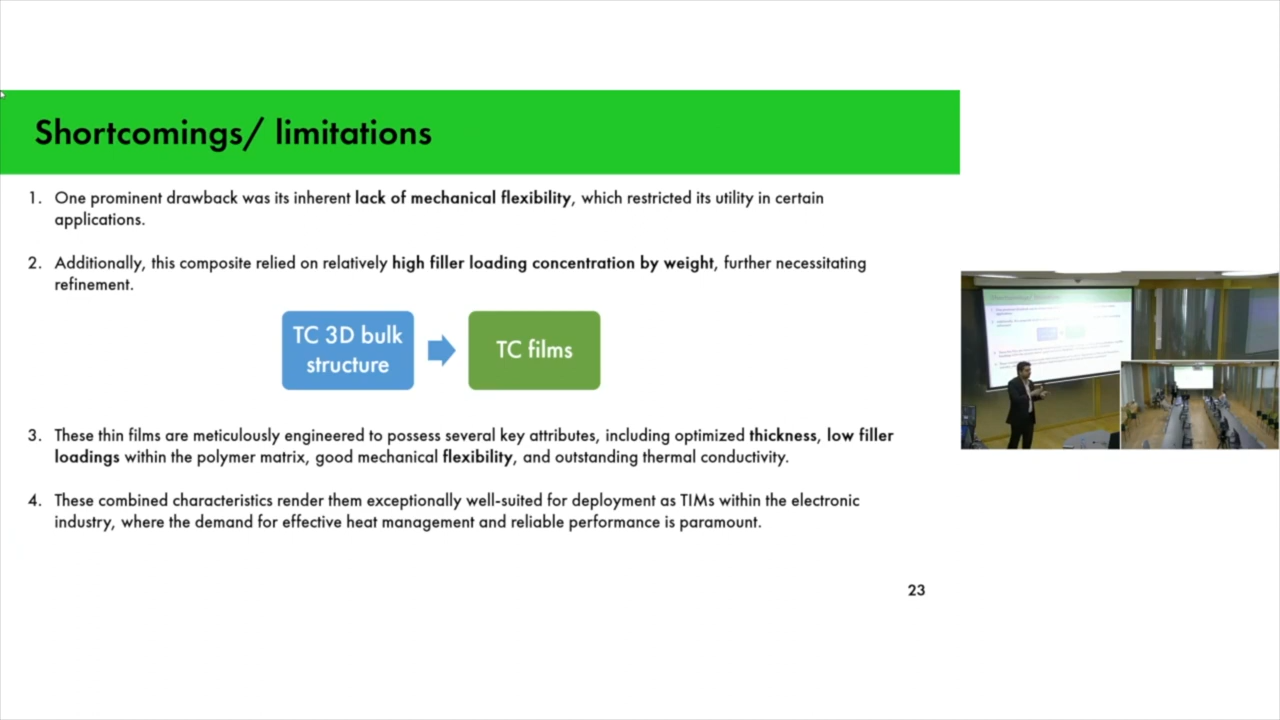 Shortcomings/ limitations
1. One prominent drawback was its inherent lack of mechanical flexibility, which restricted its utility in certain
applications.
2. Additionally, this composite relied on relatively high filler loading concentration by weight, further necessitating
refinement.
TC 3D bulk
structure
TC films
3. These thin films are meticulously engineered to possess several key attributes, including optimized thickness, low filler
loadings within the polymer matrix, good mechanical flexibility, and outstanding thermal conductivity.
4. These combined characteristics render them exceptionally well-suited for deployment as TIMs within the electronic
industry, where the demand for effective heat management and reliable performance is paramount.
23